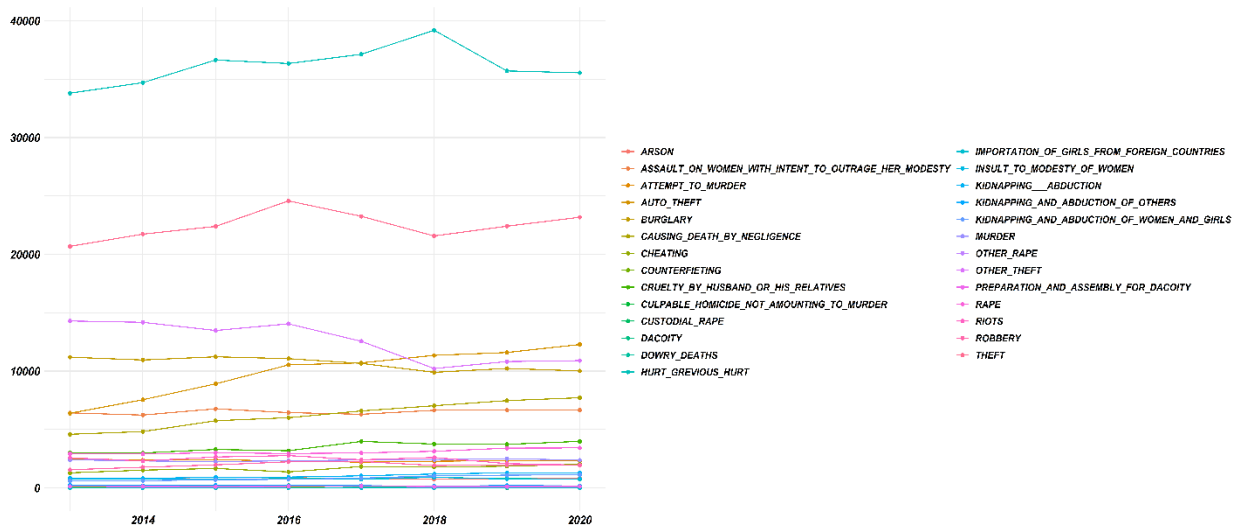 40000
30000
20000
10000
0
2014
2016
2018
2020
ARSON
ASSAULT_ON_WOMEN_WITH_INTENT_TO_OUTRAGE_HER_MODESTY
ATTEMPT_TO_MURDER
AUTO_THEFT
BURGLARY
CAUSING_DEATH_BY_NEGLIGENCE
CHEATING
COUNTERFIETING
CRUELTY_BY_HUSBAND_OR_HIS_RELATIVES
CULPABLE_HOMICIDE_NOT_AMOUNTING_TO_MURDER
CUSTODIAL_RAPE
DACOITY
DOWRY_DEATHS
HURT_GREVIOUS_HURT
IMPORTATION_OF_GIRLS_FROM_FOREIGN_COUNTRIES
INSULT_TO_MODESTY_OF_WOMEN
KIDNAPPING___ABDUCTION
KIDNAPPING_AND_ABDUCTION_OF_OTHERS
KIDNAPPING_AND_ABDUCTION_OF_WOMEN_AND_GIRLS
MURDER
OTHER_RAPE
OTHER_THEFT
PREPARATION_AND_ASSEMBLY_FOR_DACOITY
RAPE
RIOTS
ROBBERY
THEFT